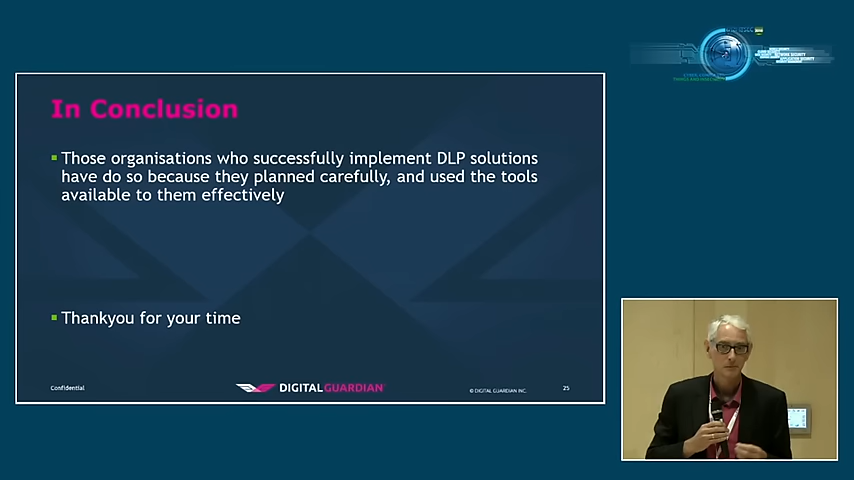 In Conclusion
Those organisations who successfully implement DLP solutions
have do so because they planned carefully, and used the tools
available to them effectively
Thankyou for your time
Confidential
DIGITALGUARDIAN
© DIGITAL GUARDIAN INC.
25